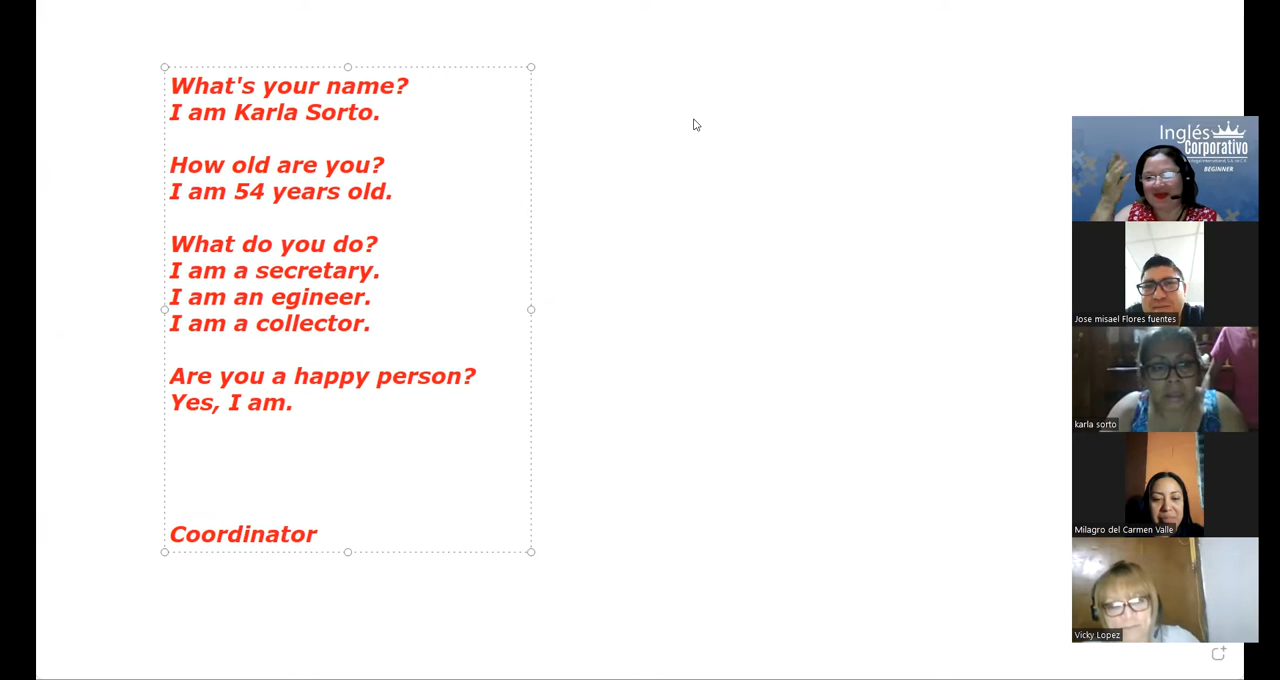 What's your name?
I am Karla Sorto.
How old are you?
I am 54 years old.
What do you do?
I am a secretary.
I am an egineer.
I am a collector.
Are you a happy person?
Yes, I am.
Coordinator
Inglés
Corporativo
BEGINNER
Jose misael Flores fuentes
karla sorto
Milagro del Carmen Valle
Vicky Lopez